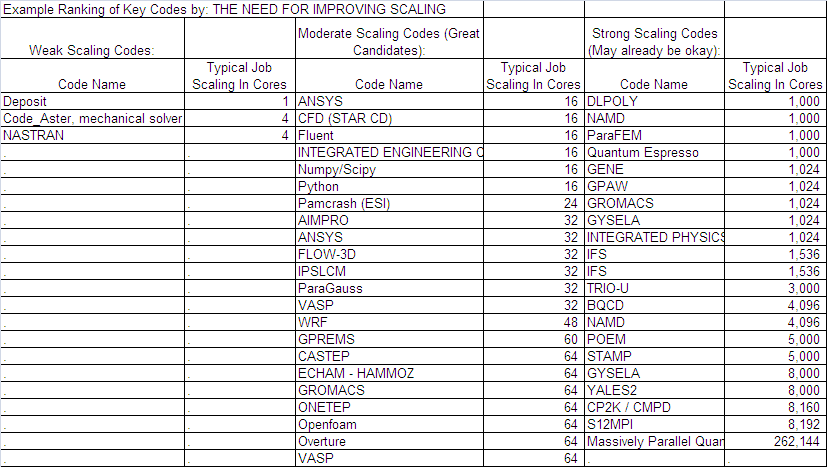 Example Ranking of Key Codes by: THE NEED FOR IMPROVING SCALING
Weak Scaling Codes: Moderate Scaling Codes (Great Candidates): Strong Scaling Codes (May already be okay):
Code Name Typical Job Scaling In Cores Code Name Typical Job Scaling In Cores Code Name Typical Job Scaling In Cores
Deposit 1 ANSYS 16 DLPOLY 1,000
Code_Aster, mechanical solver 4 CFD (STAR CD) 16 NAMD 1,000
NASTRAN 4 Fluent 16 ParaFEM 1,000
. . INTEGRATED ENGINEERING C 16 Quantum Espresso 1,000
. . Numpy/Scipy 16 GENE 1,024
. . Python 16 GPAW 1,024
. . Pamcrash (ESI) 24 GROMACS 1,024
. . AIMPRO 32 GYSELA 1,024
. . ANSYS 32 INTEGRATED PHYSICS 1,024
. . FLOW-3D 32 IFS 1,536
. . IPSLCM 32 IFS 1,536
. . ParaGauss 32 TRIO-U 3,000
. . VASP 32 BQCD 4,096
. . WRF 48 NAMD 4,096
. . GPREMS 60 POEM 5,000
. . CASTEP 64 STAMP 5,000
. . ECHAM - HAMMOZ 64 GYSELA 8,000
. . GROMACS 64 YALES2 8,000
. . ONETEP 64 CP2K / CMPD 8,160
. . Openfoam 64 S12MPI 8,192
. . Overture 64 Massively Parallel Quar 262,144
. . VASP 64 . .